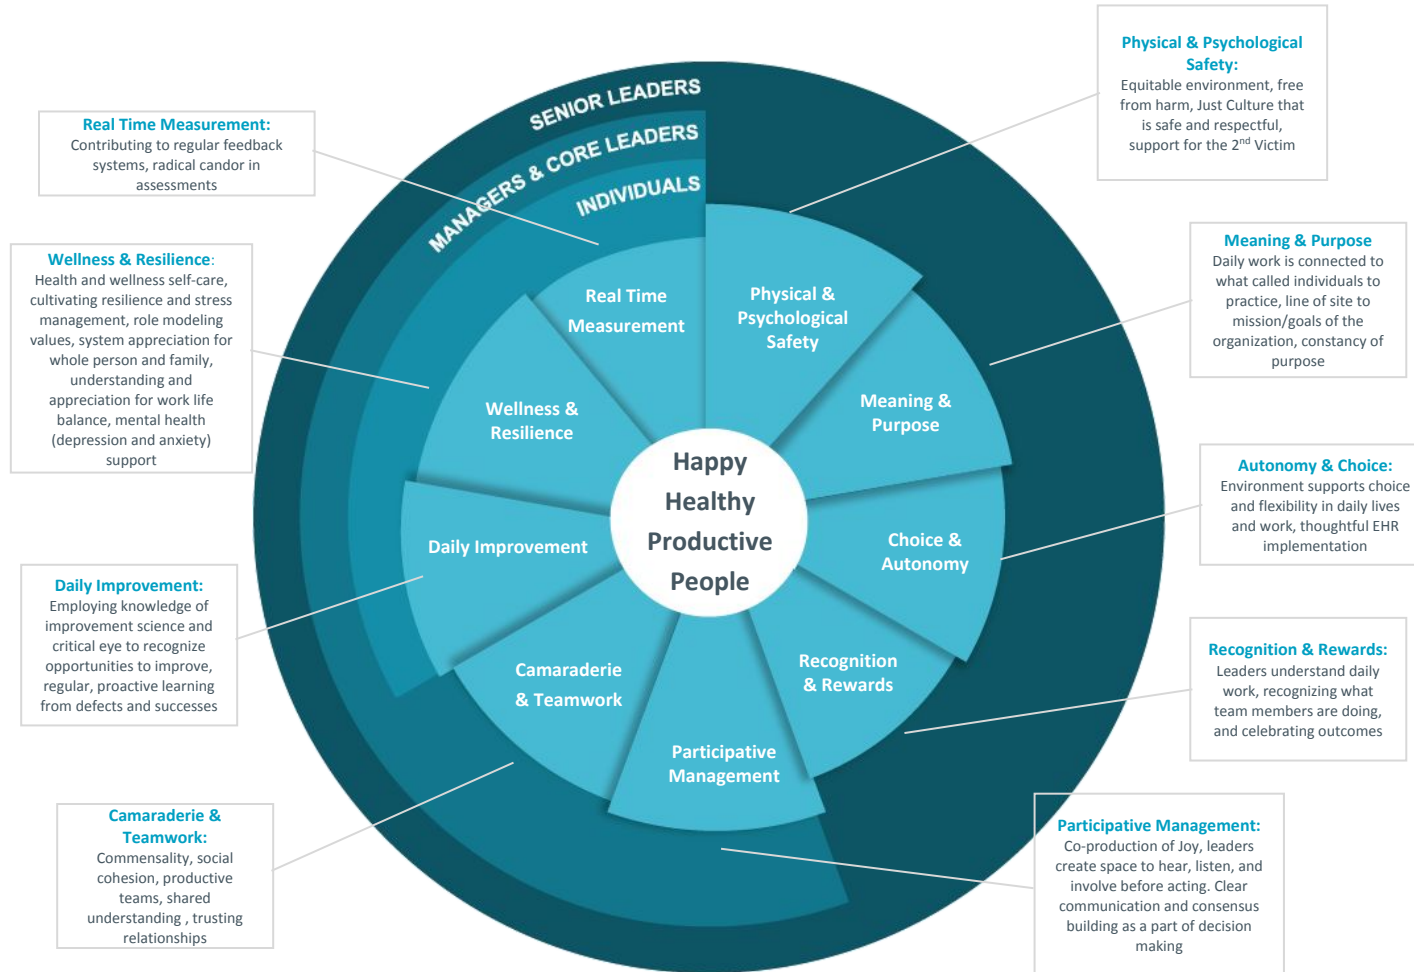 SENIOR LEADERS
MANAGERS & CORE LEADERS
INDIVIDUALS
Real Time
Measurement
Physical &
Psychological
Safety
Meaning &
Purpose
Choice &
Autonomy
Recognition
& Rewards
Participative
Management
Camaraderie
& Teamwork
Daily Improvement
Wellness &
Resilience
Happy
Healthy
Productive
People
Physical & Psychological
Safety:
Equitable environment, free
from harm, Just Culture that
is safe and respectful,
support for the 2nd Victim
Meaning & Purpose
Daily work is connected to
what called individuals to
practice, line of site to
mission/goals of the
organization, constancy of
purpose
Autonomy & Choice:
Environment supports choice
and flexibility in daily lives
and work, thoughtful EHR
implementation
Recognition & Rewards:
Leaders understand daily
work, recognizing what
team members are doing,
and celebrating outcomes
Participative Management:
Co-production of Joy, leaders
create space to hear, listen, and
involve before acting. Clear
communication and consensus
building as a part of decision
making
Camaraderie &
Teamwork:
Commensality, social
cohesion, productive
teams, shared
understanding , trusting
relationships
Daily Improvement:
Employing knowledge of
improvement science and
critical eye to recognize
opportunities to improve,
regular, proactive learning
from defects and successes
Wellness & Resilience:
Health and wellness self-care,
cultivating resilience and stress
management, role modeling
values, system appreciation for
whole person and family,
understanding and
appreciation for work life
balance, mental health
(depression and anxiety)
support
Real Time Measurement:
Contributing to regular feedback
systems, radical candor in
assessments